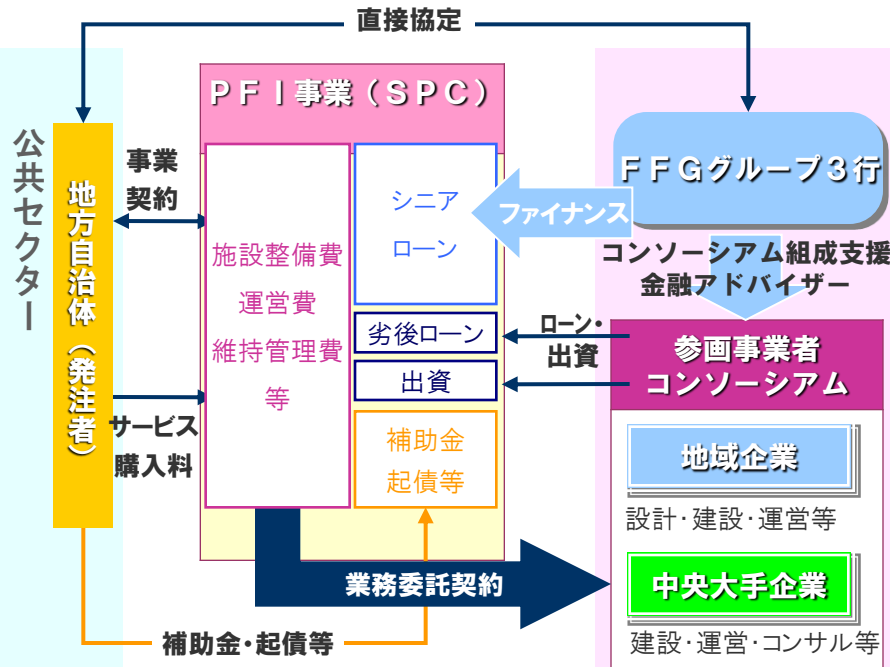 直接協定
PFI事業（SPC）
公共セクター
地方自治体（発注者）
事業
契約
サービス
購入料
施設整備費
運営費
維持管理費
等
シニア
ローン
劣後ローン
出資
補助金
起債等
ファイナンス
FFGグループ3行
コンソーシアム組成支援
金融アドバイザー
ローン・
出資
参画事業者
コンソーシアム
地域企業
設計・建設・運営等
中央大手企業
建設・運営・コンサル等
業務委託契約
補助金・起債等